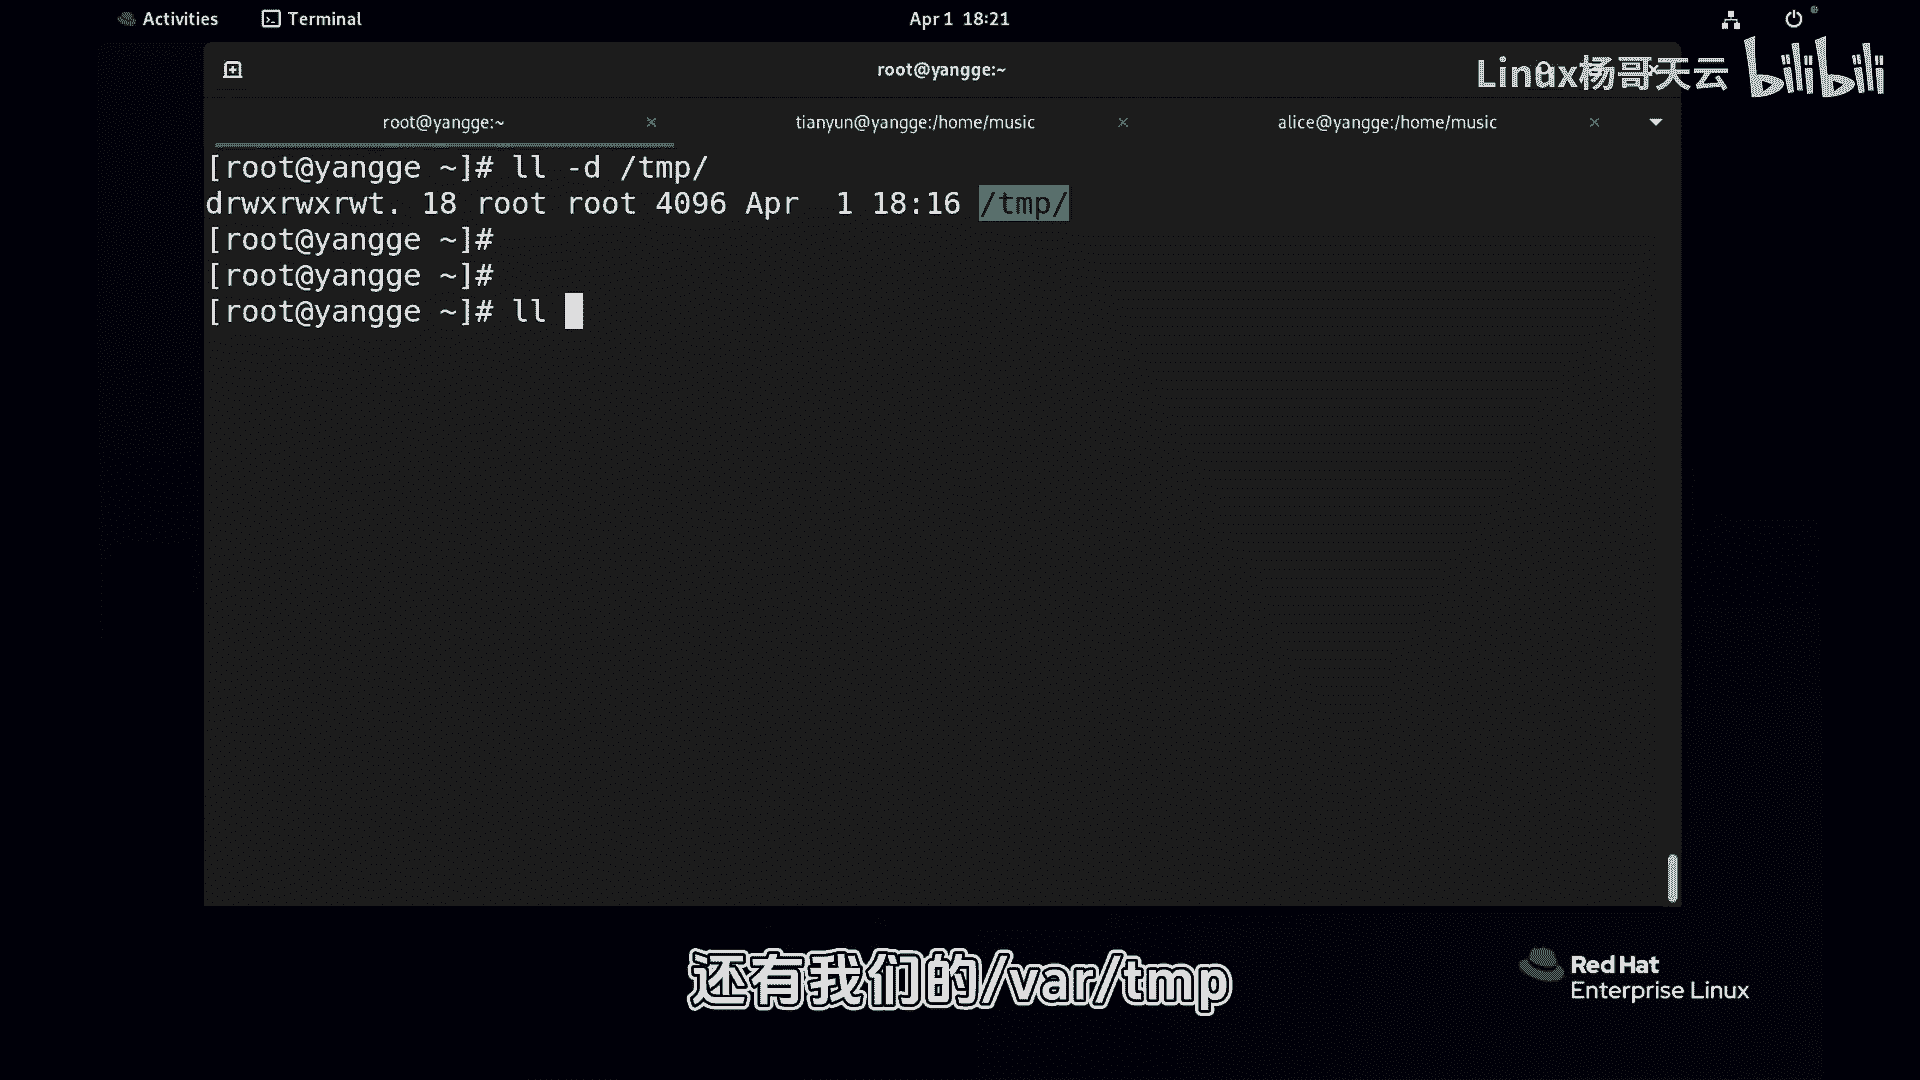 Activities Terminal Apr 1 18:21
root@yangge:~
Linux杨哥天云 bilibili
root@yangge:~ × tianyun@yangge:/home/music × alice@yangge:/home/music ×
[root@yangge ~]# ll -d /tmp/
drwxrwxrwt. 18 root root 4096 Apr  1 18:16 /tmp/
[root@yangge ~]#
[root@yangge ~]#
[root@yangge ~]# ll
还有我们的/var/tmp
Red Hat
Enterprise Linux